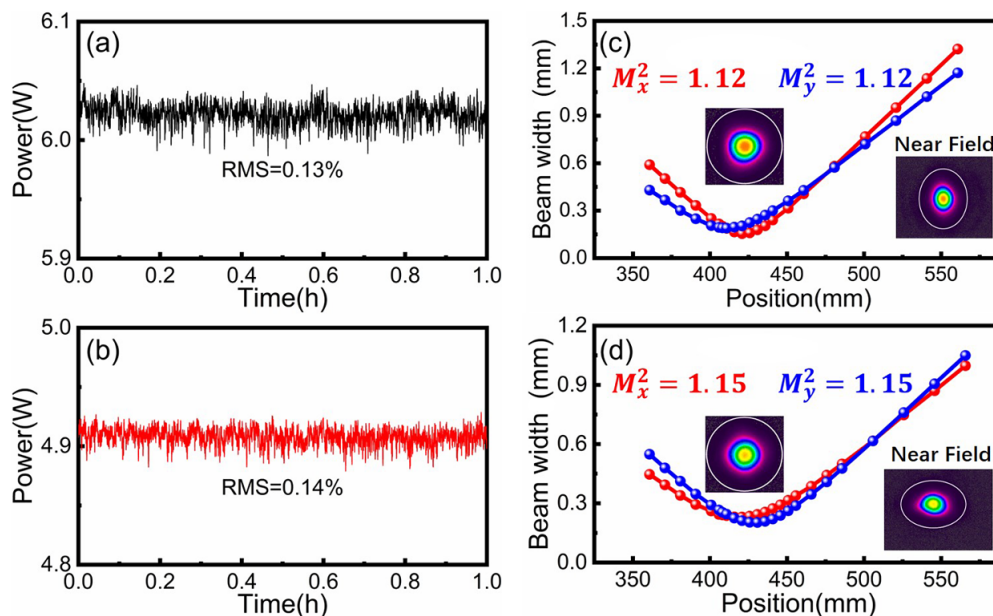 (a)
Power(W)
6.1
6.0
5.9
RMS=0.13%
0.0 0.2 0.4 0.6 0.8 1.0
Time(h)
(c)
Beam width (mm)
1.5
1.2
0.9
0.6
0.3
0.0
M²x = 1.12 M²y = 1.12
Near Field
350 400 450 500 550
Position(mm)
(b)
Power(W)
5.0
4.9
4.8
RMS=0.14%
0.0 0.2 0.4 0.6 0.8 1.0
Time(h)
(d)
Beam width (mm)
1.2
0.9
0.6
0.3
0.0
M²x = 1.15 M²y = 1.15
Near Field
350 400 450 500 550
Position(mm)